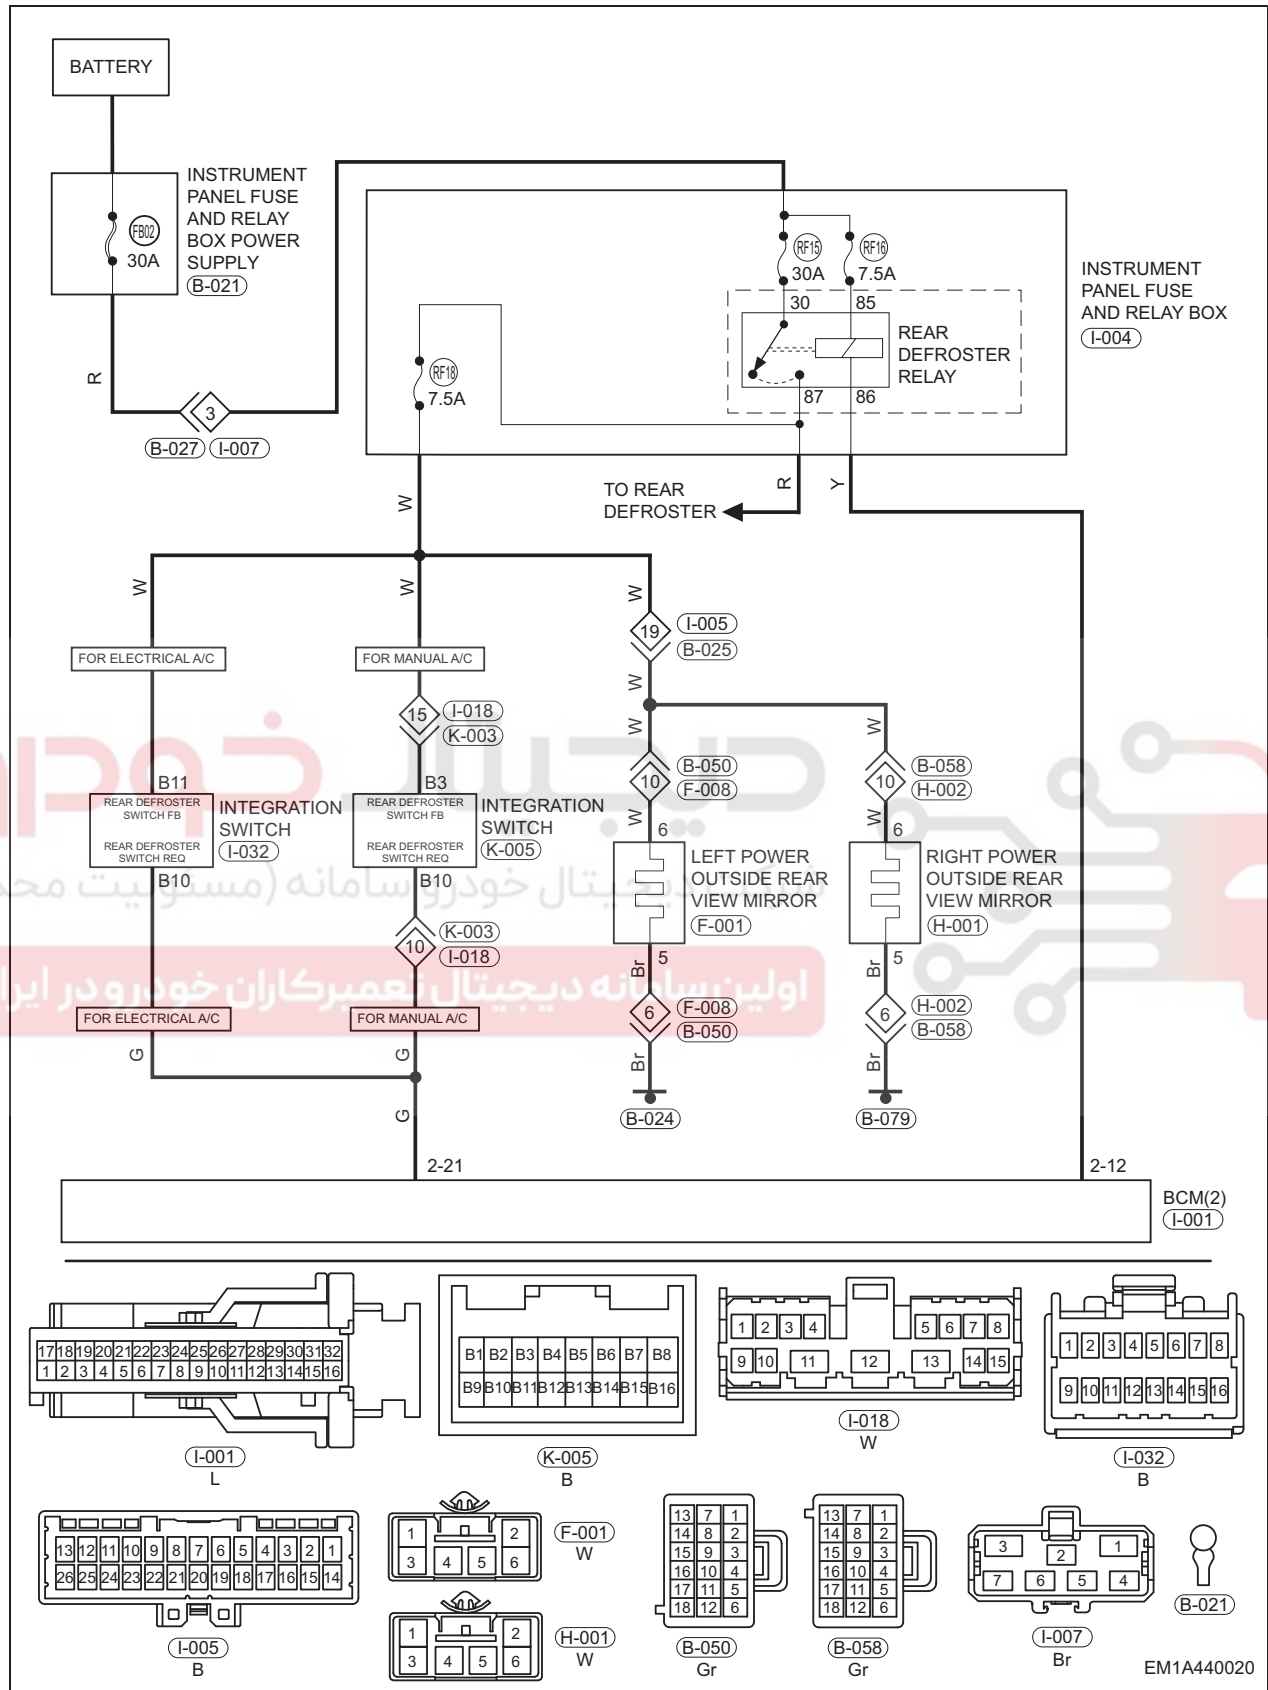 BATTERY
INSTRUMENT
PANEL FUSE
AND RELAY
BOX POWER
SUPPLY
B-021
FB02
30A
R
3
B-027 I-007
RF15
30A
RF16
7.5A
30 85
REAR
DEFROSTER
RELAY
87 86
RF18
7.5A
INSTRUMENT
PANEL FUSE
AND RELAY BOX
I-004
W
TO REAR
DEFROSTER
R
Y
W
W
W
19
I-005
B-025
FOR ELECTRICAL A/C
FOR MANUAL A/C
W
15
I-018
K-003
W
W
10
B-050
F-008
10
B-058
H-002
W
W
B11
REAR DEFROSTER
SWITCH FB
REAR DEFROSTER
SWITCH REQ
B10
INTEGRATION
SWITCH
I-032
B3
REAR DEFROSTER
SWITCH FB
REAR DEFROSTER
SWITCH REQ
B10
INTEGRATION
SWITCH
K-005
6
LEFT POWER
OUTSIDE REAR
VIEW MIRROR
F-001
5
6
RIGHT POWER
OUTSIDE REAR
VIEW MIRROR
H-001
5
دیجیتال خودرو
شرکت دیجیتال خودرو سامانه (مسئولیت
اولین سامانه دیجیتال تعمیرکاران خودرو در
10
K-003
I-018
Br
Br
FOR ELECTRICAL A/C
FOR MANUAL A/C
6
F-008
B-050
6
H-002
B-058
G
G
Br
Br
G
B-024
B-079
2-21
2-12
BCM(2)
I-001
17 18 19 20 21 22 23 24 25 26 27 28 29 30 31 32
1 2 3 4 5 6 7 8 9 10 11 12 13 14 15 16
I-001
L
B1 B2 B3 B4 B5 B6 B7 B8
B9 B10 B11 B12 B13 B14 B15 B16
K-005
B
1 2 3 4 5 6 7 8
9 10 11 12 13 14 15
I-018
W
1 2 3 4 5 6 7 8
9 10 11 12 13 14 15 16
I-032
B
13 12 11 10 9 8 7 6 5 4 3 2 1
26 25 24 23 22 21 20 19 18 17 16 15 14
I-005
B
1 2
3 4 5 6
F-001
W
1 2
3 4 5 6
H-001
W
13 7 1
14 8 2
15 9 3
16 10 4
17 11 5
18 12 6
B-050
Gr
13 7 1
14 8 2
15 9 3
16 10 4
17 11 5
18 12 6
B-058
Gr
3 2 1
7 6 5 4
I-007
Br
B-021
EM1A440020